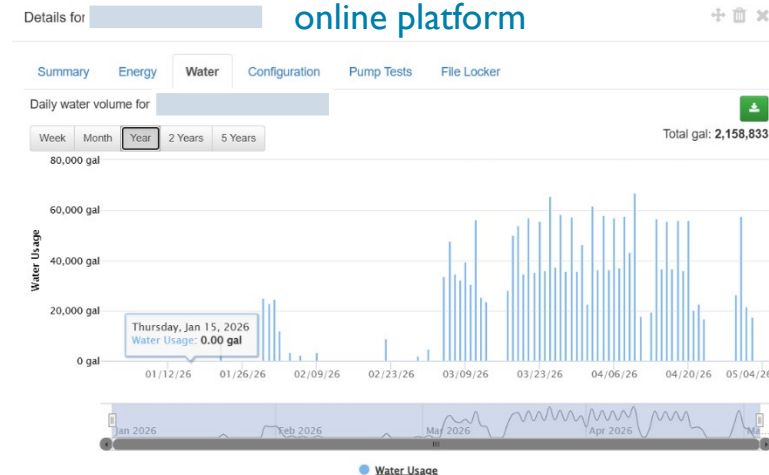 Details for
online platform
Summary Energy Water Configuration Pump Tests File Locker
Daily water volume for
Week Month Year 2 Years 5 Years
Total gal: 2,158,833
80,000 gal
60,000 gal
40,000 gal
20,000 gal
0 gal
Water Usage
Thursday, Jan 15, 2026
Water Usage: 0.00 gal
01/12/26 01/26/26 02/09/26 02/23/26 03/09/26 03/23/26 04/06/26 04/20/26 05/04/26
Jan 2026 Feb 2026 Mar 2026 Apr 2026 Ma
Water Usage